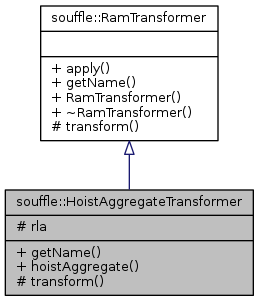 souffle::RamTransformer
+ apply()
+ getName()
+ RamTransformer()
+ ~RamTransformer()
# transform()
souffle::HoistAggregateTransformer
# rla
+ getName()
+ hoistAggregate()
# transform()